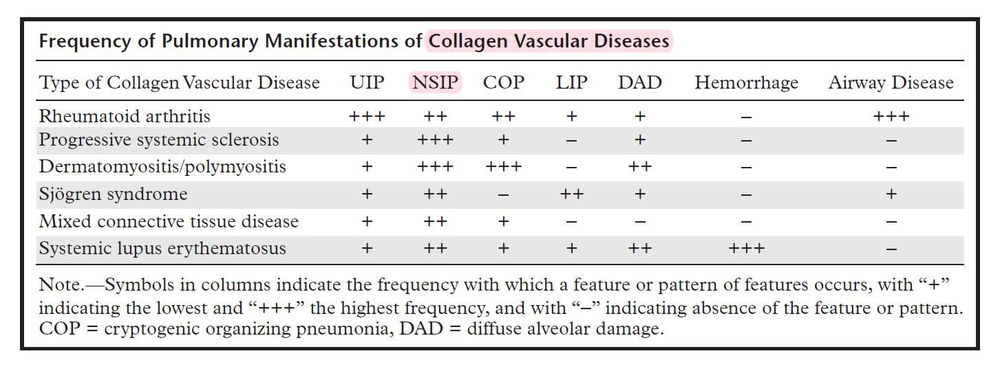 Frequency of Pulmonary Manifestations of Collagen Vascular Diseases
Type of Collagen Vascular Disease UIP NSIP COP LIP DAD Hemorrhage Airway Disease
Rheumatoid arthritis +++ ++ ++ + + – +++
Progressive systemic sclerosis + +++ + – + – –
Dermatomyositis/polymyositis + +++ +++ – ++ – –
Sjögren syndrome + ++ – ++ + – +
Mixed connective tissue disease + ++ + – – – –
Systemic lupus erythematosus + ++ + + ++ +++ –
Note.—Symbols in columns indicate the frequency with which a feature or pattern of features occurs, with “+”
indicating the lowest and “+++” the highest frequency, and with “–” indicating absence of the feature or pattern.
COP = cryptogenic organizing pneumonia, DAD = diffuse alveolar damage.